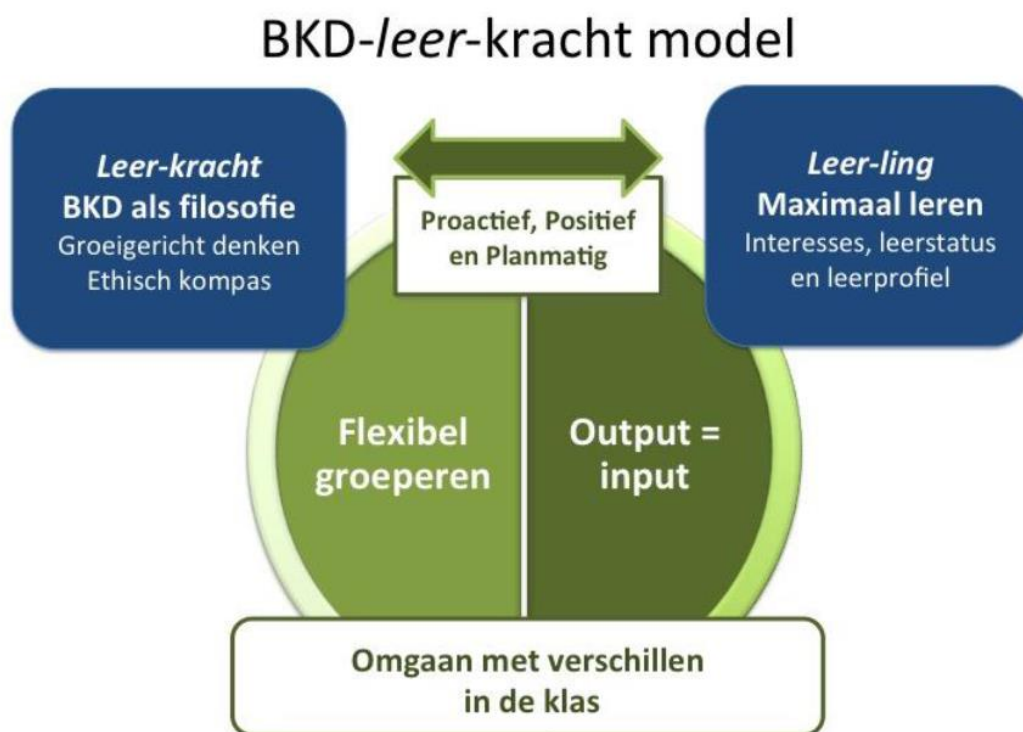 BKD-leer-kracht model
Leer-kracht
BKD als filosofie
Groeigericht denken
Ethisch kompas
Proactief, Positief
en Planmatig
Leer-ling
Maximaal leren
Interesses, leerstatus
en leerprofiel
Flexibel
groeperen
Output =
input
Omgaan met verschillen
in de klas